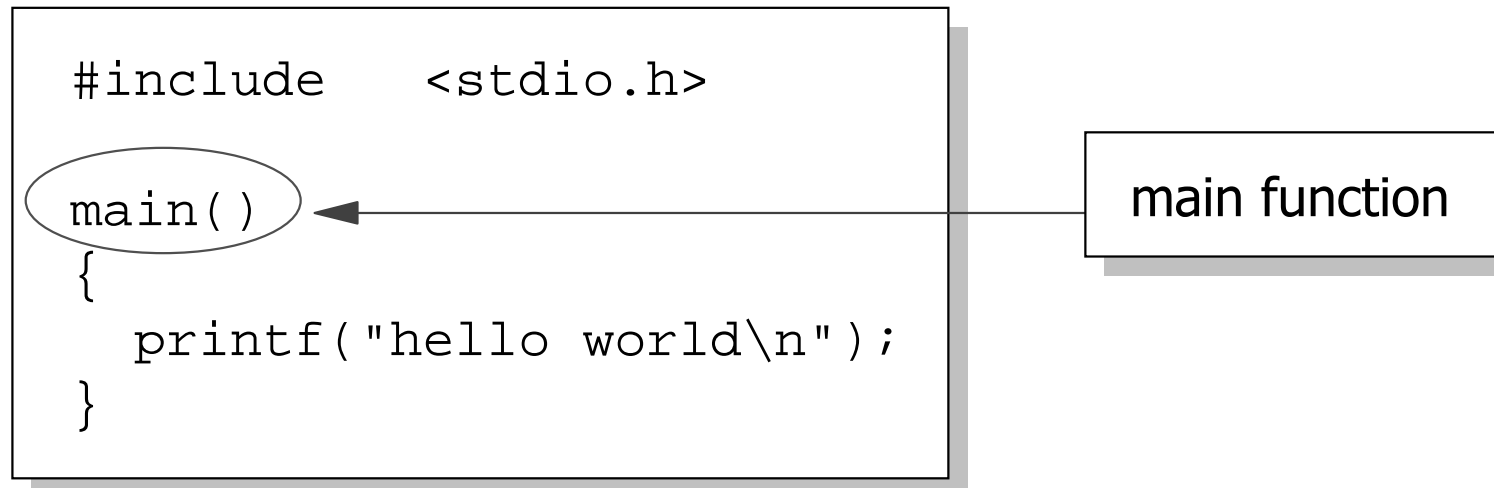 #include   <stdio.h>
main()
{
  printf("hello world\n");
}
main function